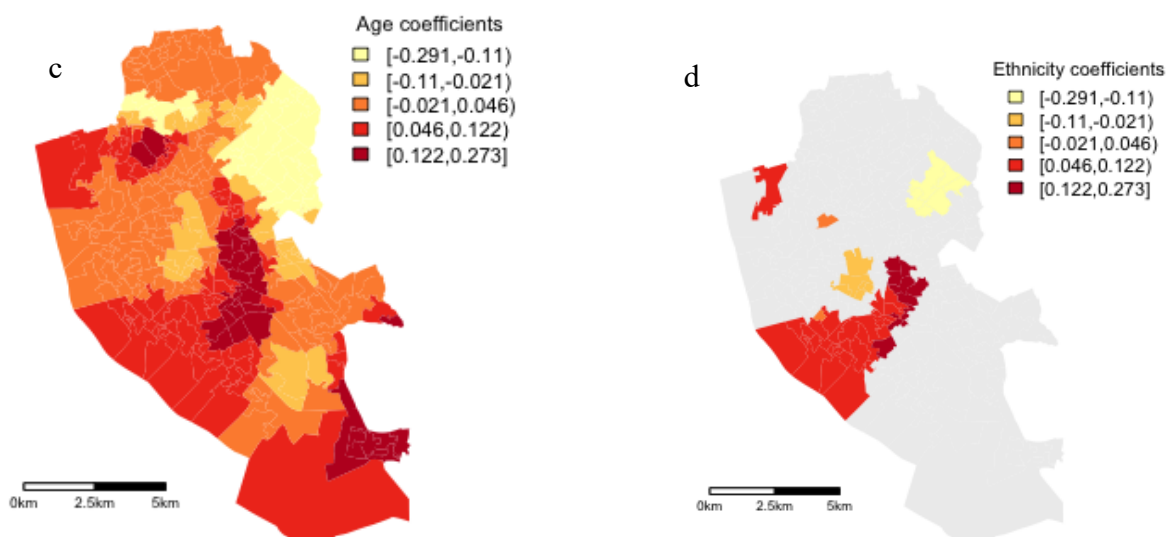 c
Age coefficients
[-0.291,-0.11)
[-0.11,-0.021)
[-0.021,0.046)
[0.046,0.122)
[0.122,0.273]
0km 2.5km 5km
d
Ethnicity coefficients
[-0.291,-0.11)
[-0.11,-0.021)
[-0.021,0.046)
[0.046,0.122)
[0.122,0.273]
0km 2.5km 5km